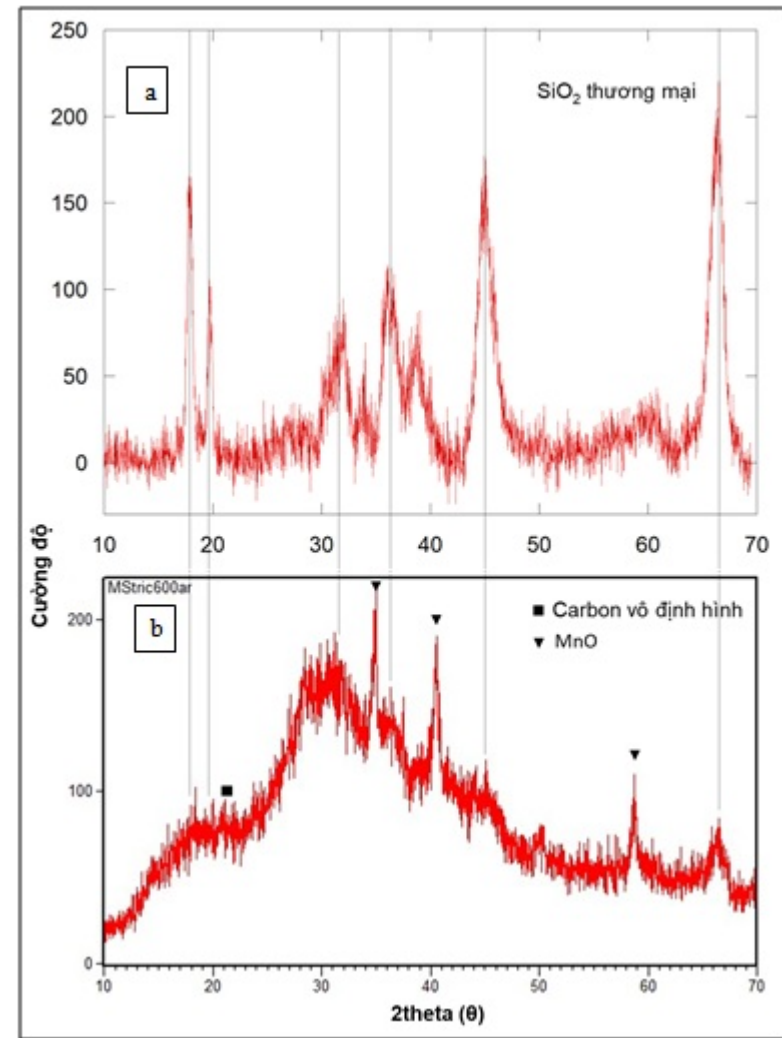 250
a
SiO₂ thương mại
200
150
100
50
0
10 20 30 40 50 60 70
Cường độ
MStric600ar
b
■ Carbon vô định hình
▼ MnO
200
100
0
10 20 30 40 50 60 70
2theta (θ)